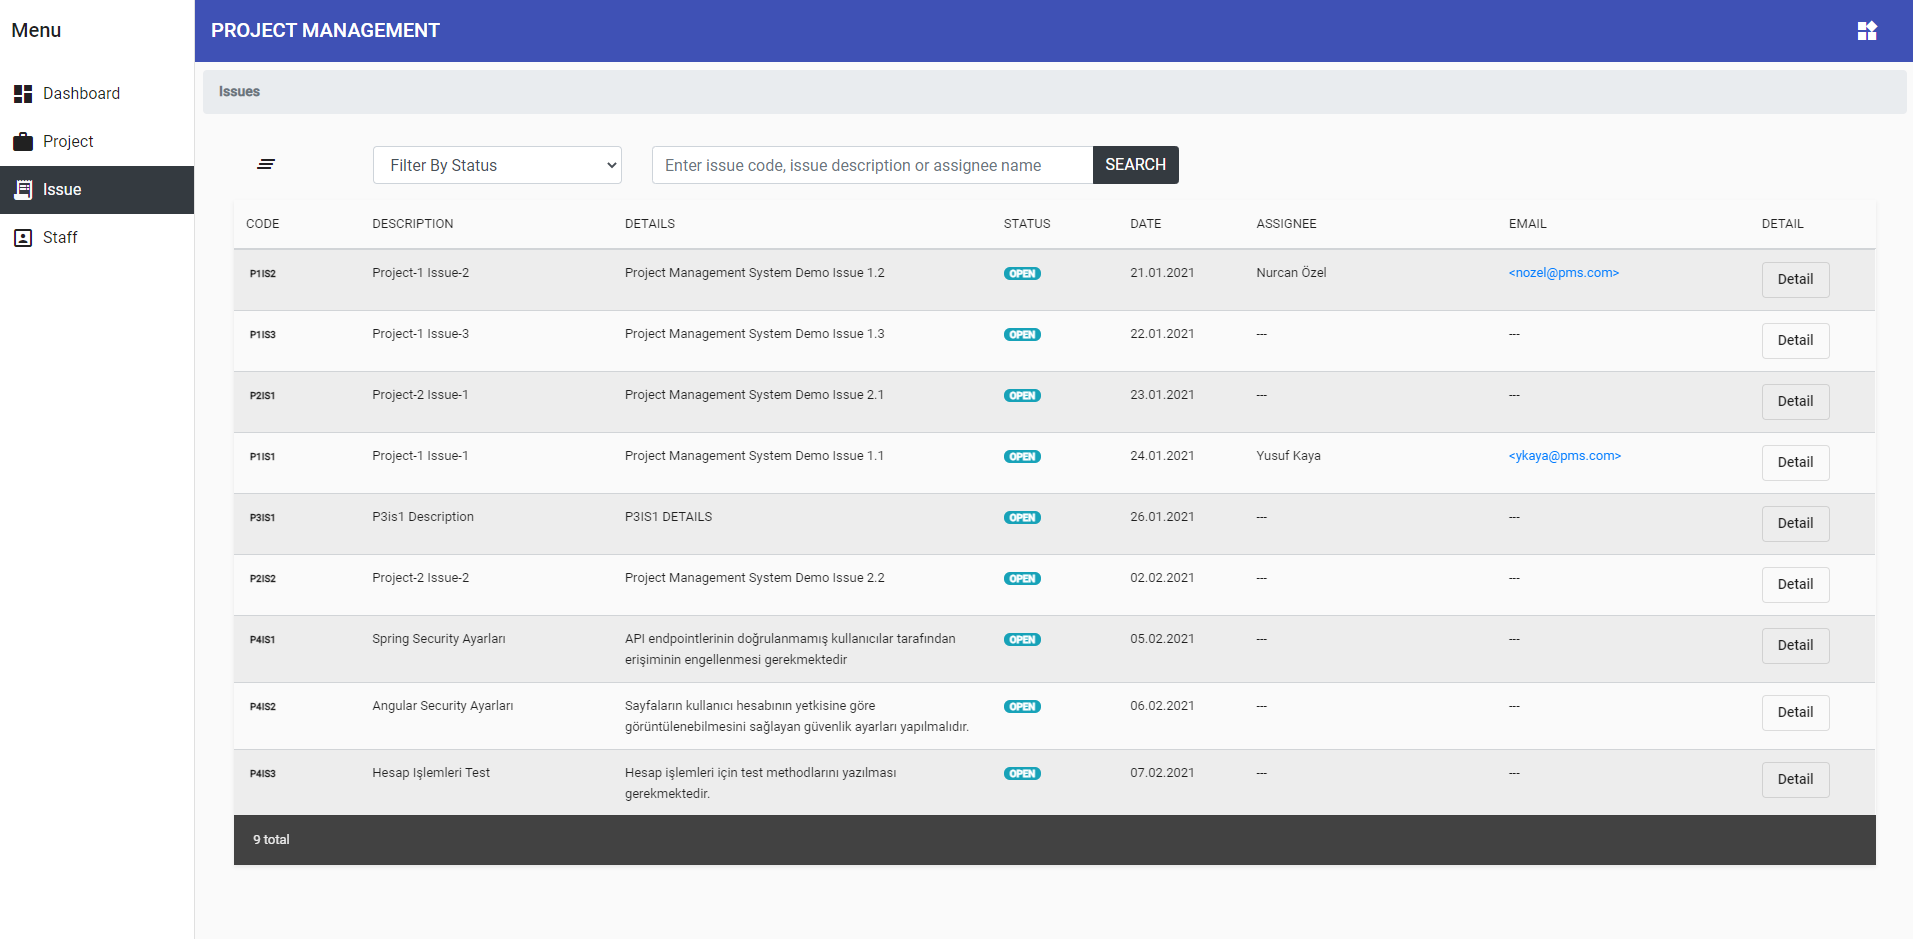 Menu
PROJECT MANAGEMENT
Dashboard
Project
Issue
Staff
Issues
Filter By Status
Enter issue code, issue description or assignee name
SEARCH
CODE DESCRIPTION DETAILS STATUS DATE ASSIGNEE EMAIL DETAIL
P1IS2 Project-1 Issue-2 Project Management System Demo Issue 1.2 OPEN 21.01.2021 Nurcan Özel <nozel@pms.com> Detail
P1IS3 Project-1 Issue-3 Project Management System Demo Issue 1.3 OPEN 22.01.2021 --- --- Detail
P2IS1 Project-2 Issue-1 Project Management System Demo Issue 2.1 OPEN 23.01.2021 --- --- Detail
P1IS1 Project-1 Issue-1 Project Management System Demo Issue 1.1 OPEN 24.01.2021 Yusuf Kaya <ykaya@pms.com> Detail
P3IS1 P3is1 Description P3IS1 DETAILS OPEN 26.01.2021 --- --- Detail
P2IS2 Project-2 Issue-2 Project Management System Demo Issue 2.2 OPEN 02.02.2021 --- --- Detail
P4IS1 Spring Security Ayarları API endpointlerinin doğrulanmamış kullanıcılar tarafından OPEN 05.02.2021 --- --- Detail
erişiminin engellenmesi gerekmektedir
P4IS2 Angular Security Ayarları Sayfaların kullanıcı hesabının yetkisine göre OPEN 06.02.2021 --- --- Detail
görüntülenebilmesini sağlayan güvenlik ayarları yapılmalıdır.
P4IS3 Hesap Işlemleri Test Hesap işlemleri için test methodlarını yazılması OPEN 07.02.2021 --- --- Detail
gerekmektedir.
9 total